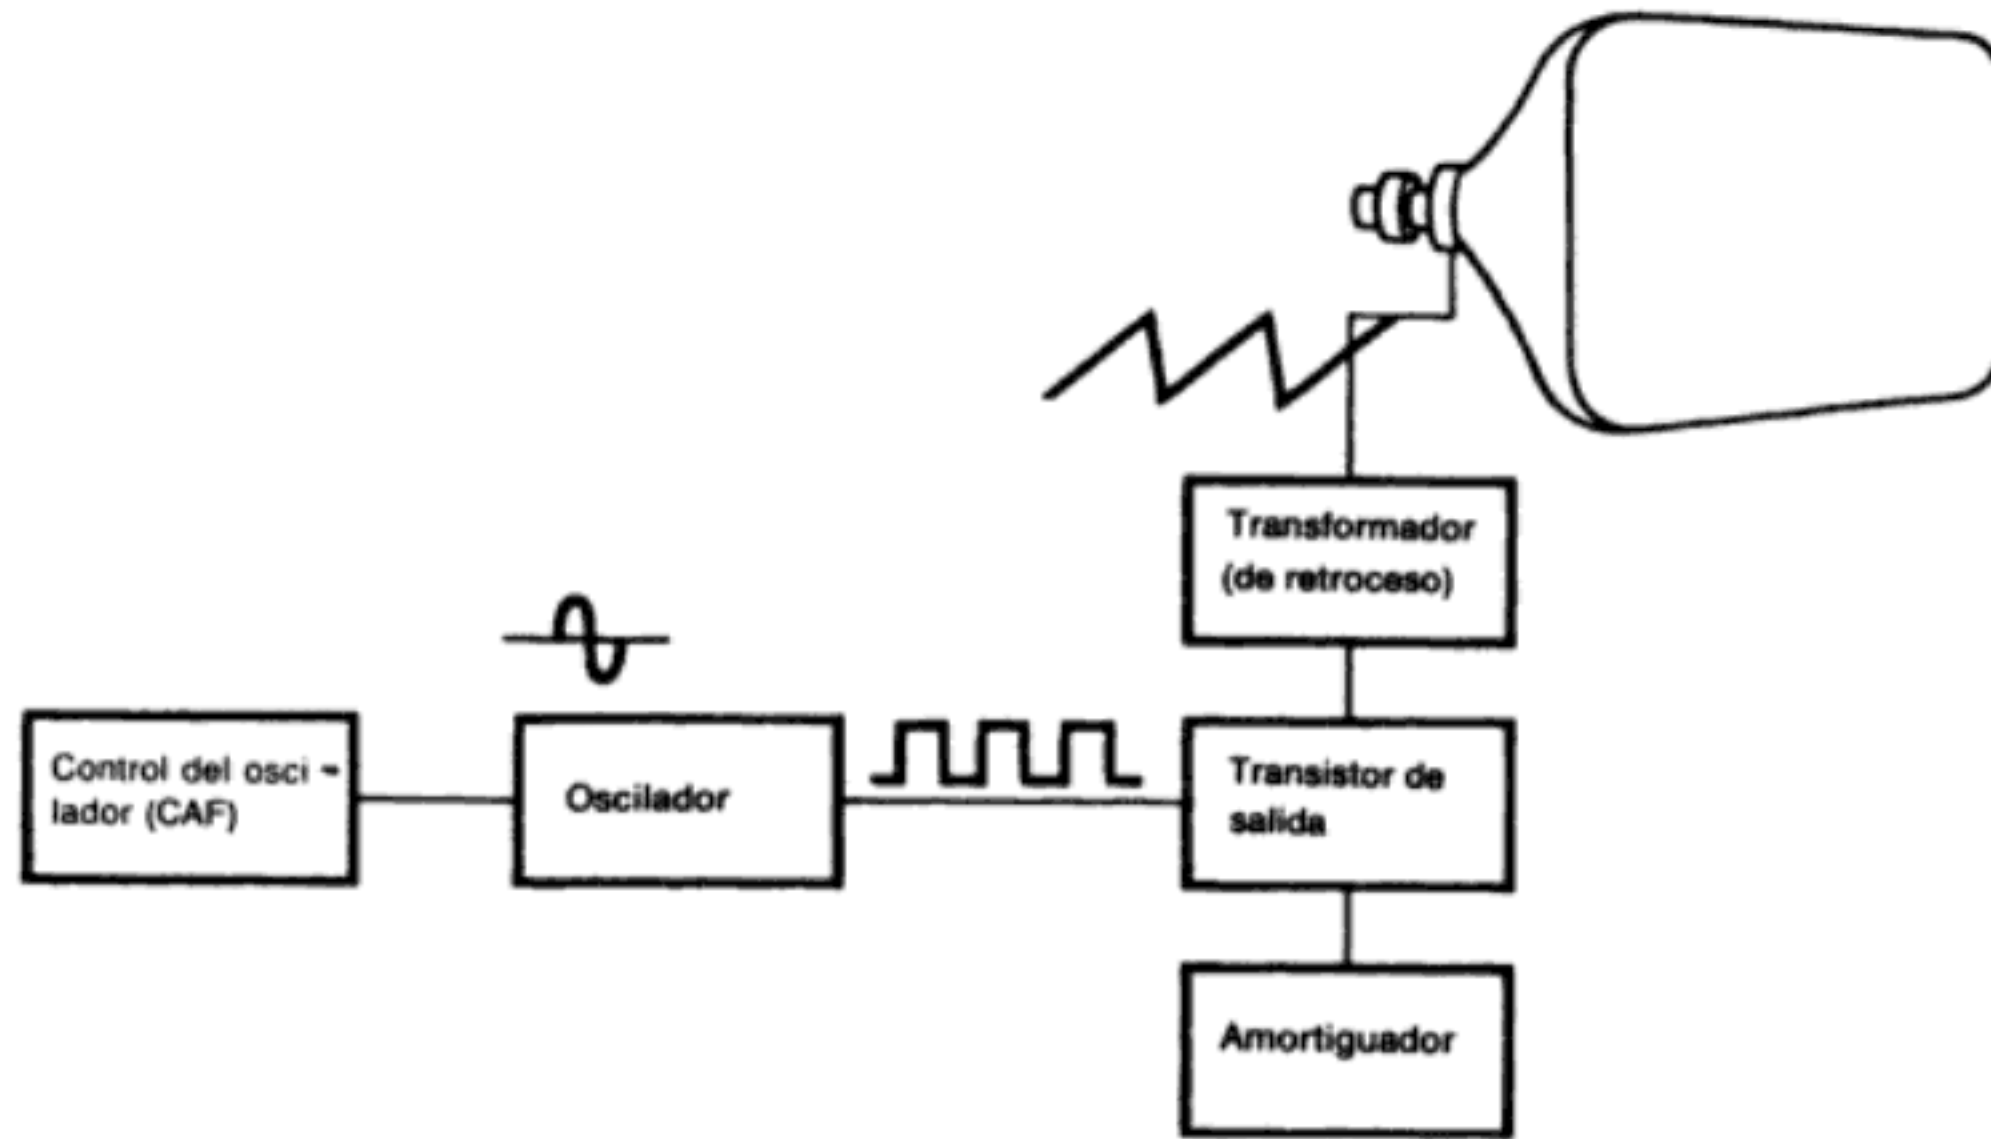 Transformador
(de retroceso)
Control del osci -
lador (CAF)
Oscilador
Transistor de
salida
Amortiguador